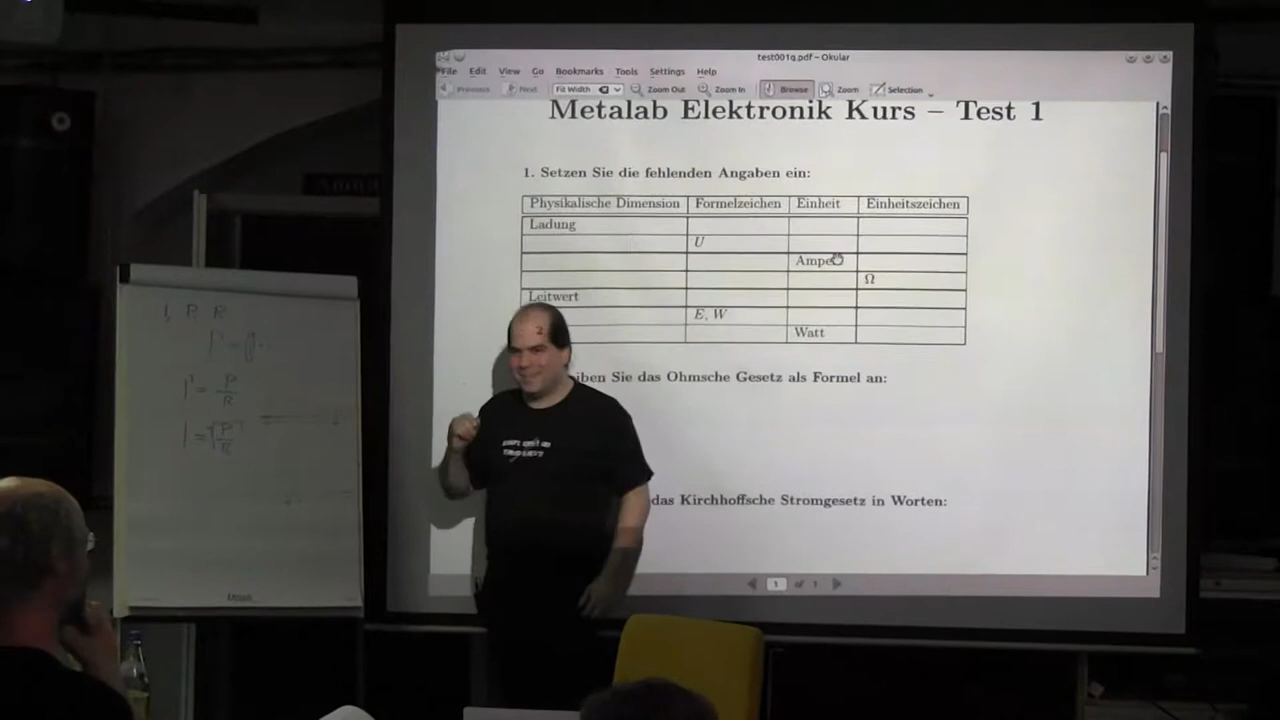 test001q.pdf – Okular
File Edit View Go Bookmarks Tools Settings Help
Previous Next Fit Width Zoom Out Zoom In Browse Zoom Selection
Metalab Elektronik Kurs – Test 1
1. Setzen Sie die fehlenden Angaben ein:
Physikalische Dimension Formelzeichen Einheit Einheitszeichen
Ladung
U
Ampe
Ω
Leitwert
E, W
Watt
iben Sie das Ohmsche Gesetz als Formel an:
das Kirchhoffsche Stromgesetz in Worten:
1 of 1
I, P, R